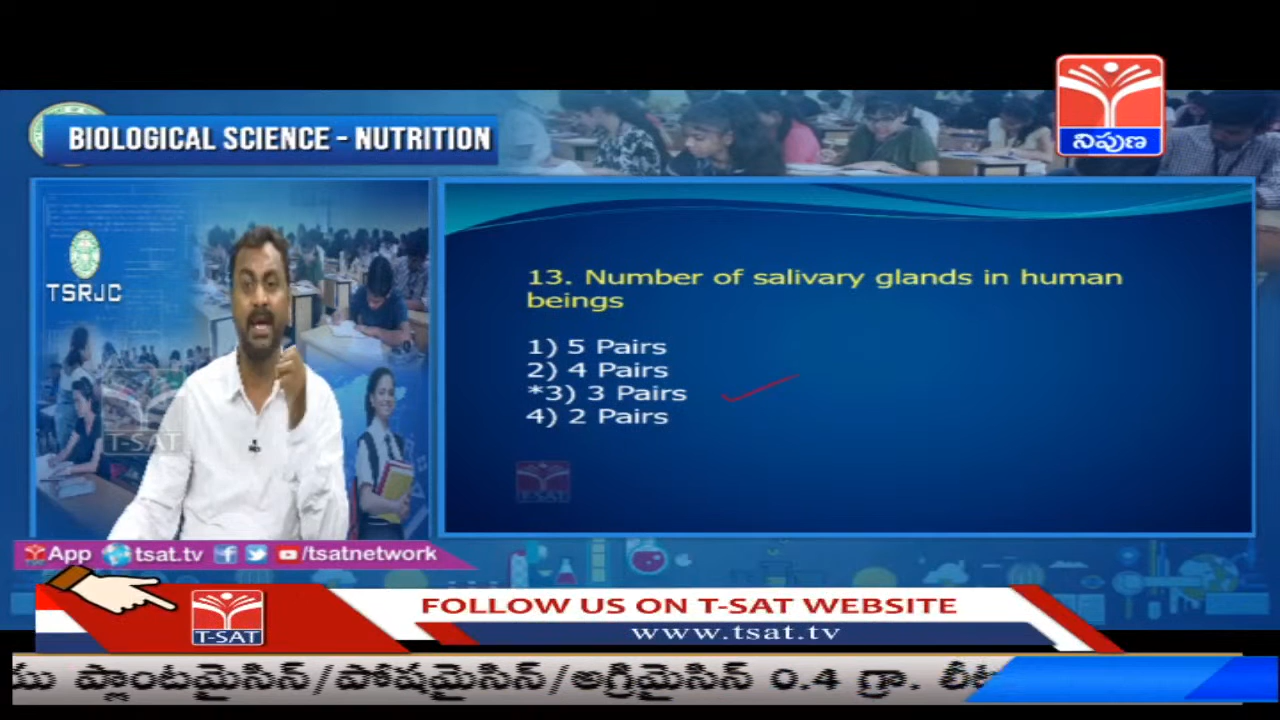 నిపుణ
BIOLOGICAL SCIENCE - NUTRITION
TSRJC
13. Number of salivary glands in human
beings
1) 5 Pairs
2) 4 Pairs
*3) 3 Pairs
4) 2 Pairs
T-SAT
T-SAT
App tsat.tv /tsatnetwork
T-SAT
FOLLOW US ON T-SAT WEBSITE
www.tsat.tv
ప్లాంటమైసిన్/పోషమైసిన్/అగ్రిమైసిన్ 0.4 గ్రా.